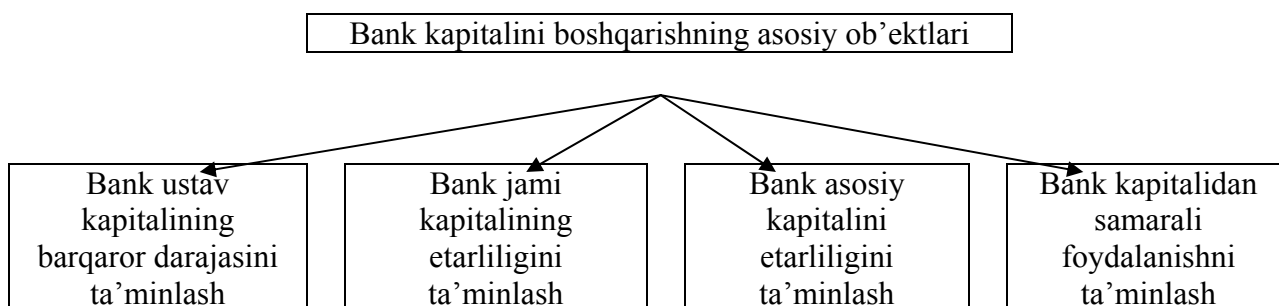 Bank kapitalini boshqarishning asosiy ob’ektlari
Bank ustav
kapitalining
barqaror darajasini
ta’minlash
Bank jami
kapitalining
etarliligini
ta’minlash
Bank asosiy
kapitalini
etarliligini
ta’minlash
Bank kapitalidan
samarali
foydalanishni
ta’minlash